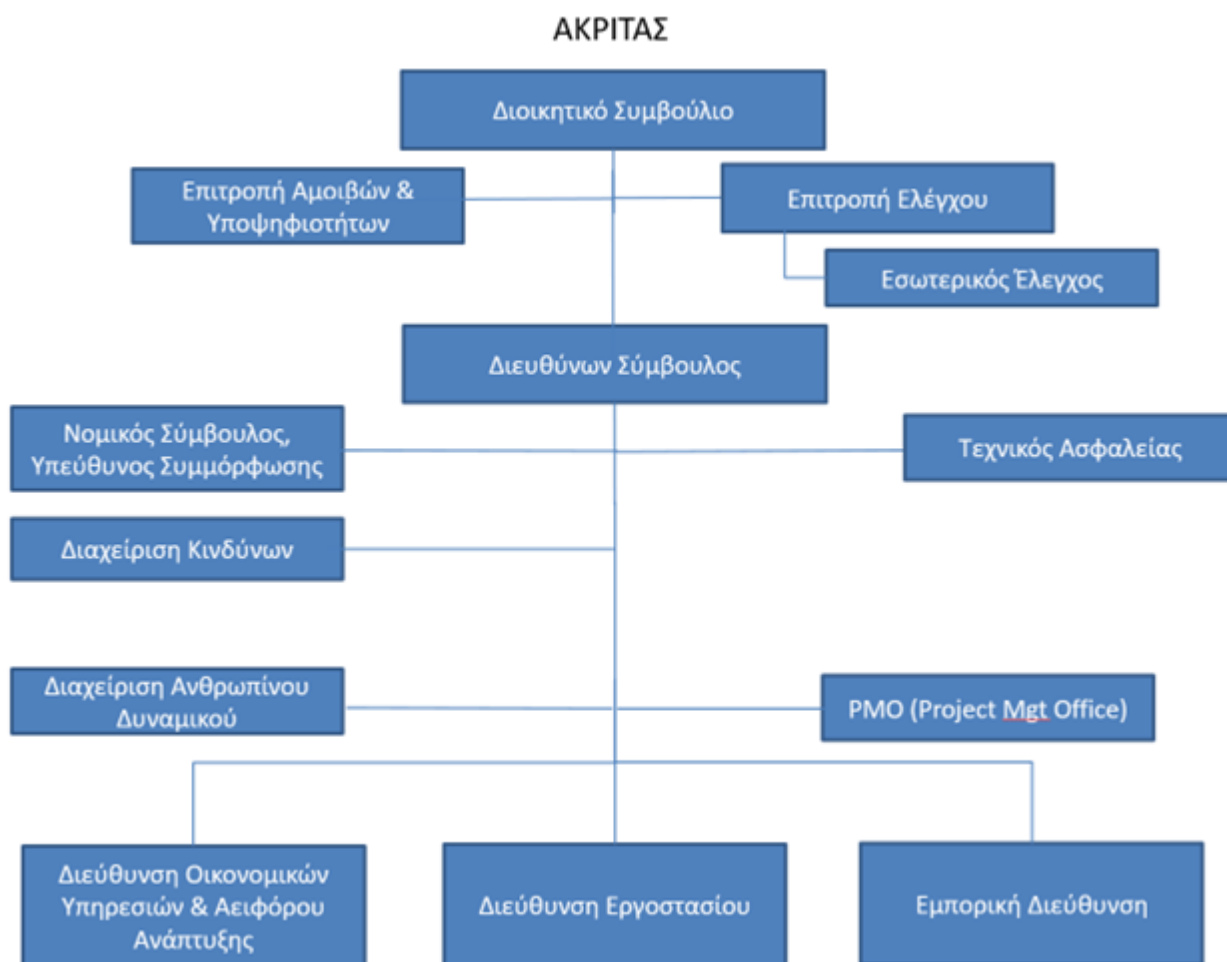 ΑΚΡΙΤΑΣ
Διοικητικό Συμβούλιο
Επιτροπή Αμοιβών &
Υποψηφιοτήτων
Επιτροπή Ελέγχου
Εσωτερικός Έλεγχος
Διευθύνων Σύμβουλος
Νομικός Σύμβουλος,
Υπεύθυνος Συμμόρφωσης
Τεχνικός Ασφαλείας
Διαχείριση Κινδύνων
Διαχείριση Ανθρωπίνου
Δυναμικού
PMO (Project Mgt Office)
Διεύθυνση Οικονομικών
Υπηρεσιών & Αειφόρου
Ανάπτυξης
Διεύθυνση Εργοστασίου
Εμπορική Διεύθυνση